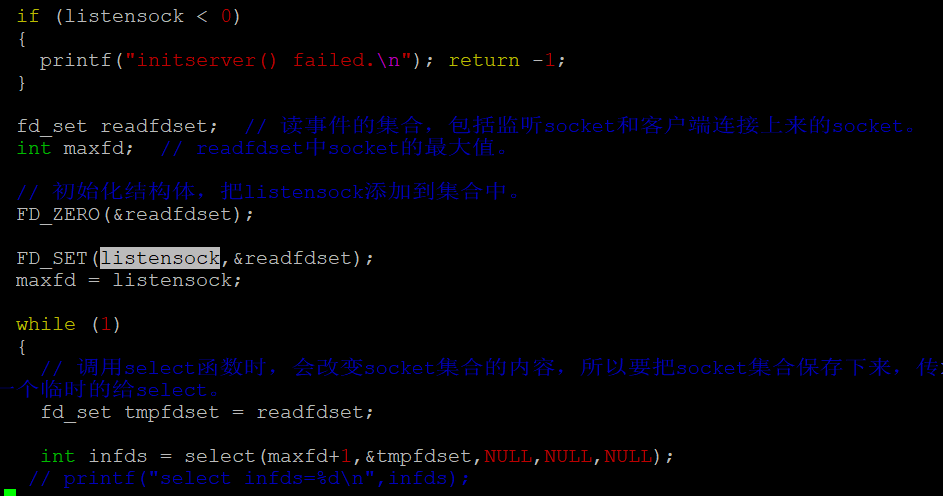 if (listensock < 0)
{
  printf("initserver() failed.\n"); return -1;
}
fd_set readfdset;  // 读事件的集合，包括监听socket和客户端连接上来的socket。
int maxfd;  // readfdset中socket的最大值。
// 初始化结构体，把listensock添加到集合中。
FD_ZERO(&readfdset);
FD_SET(listensock,&readfdset);
maxfd = listensock;
while (1)
{
  // 调用select函数时，会改变socket集合的内容，所以要把socket集合保存下来，传
一个临时的给select。
  fd_set tmpfdset = readfdset;
  int infds = select(maxfd+1,&tmpfdset,NULL,NULL,NULL);
 // printf("select infds=%d\n",infds);